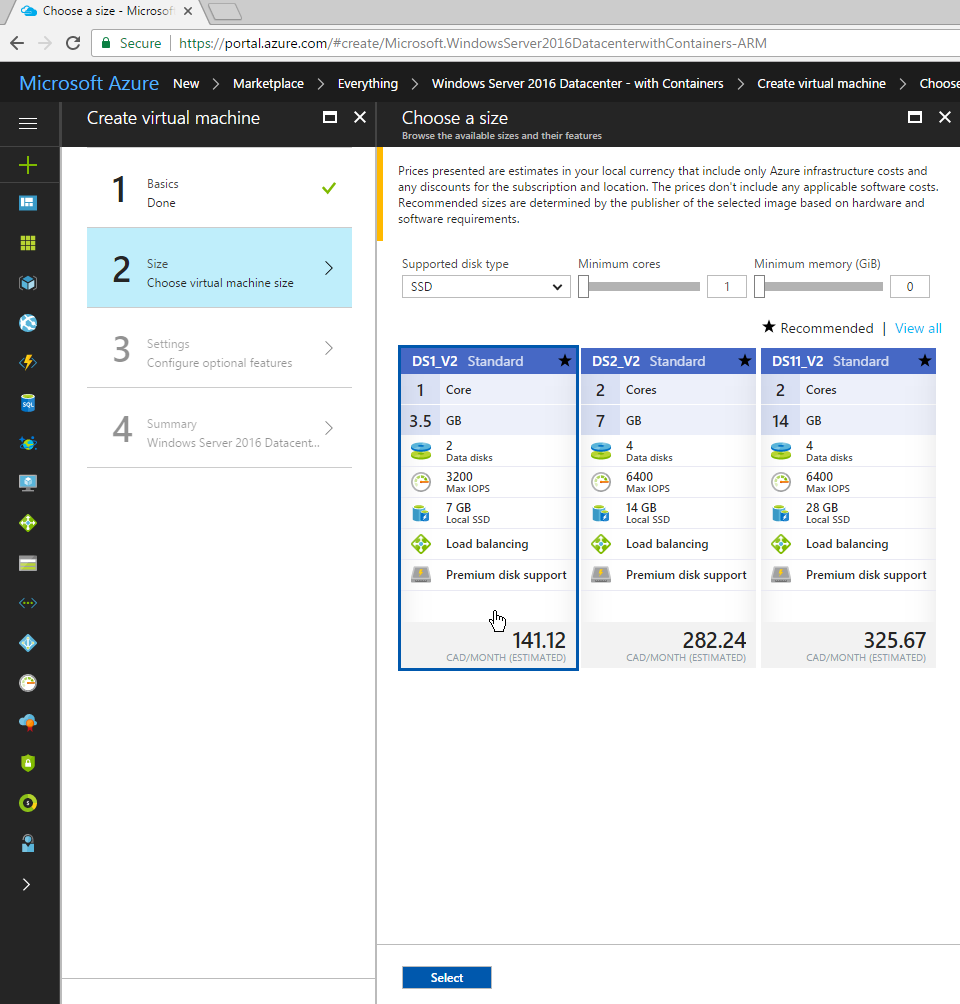 Choose a size - Microsof
Secure
https://portal.azure.com/#create/Microsoft.WindowsServer2016DatacenterwithContainers-ARM
Microsoft Azure New Marketplace Everything Windows Server 2016 Datacenter - with Containers Create virtual machine Choose
Create virtual machine
1
Basics
Done
2
Size
Choose virtual machine size
3
Settings
Configure optional features
4
Summary
Windows Server 2016 Datacent...
SQL
Choose a size
Browse the available sizes and their features
Prices presented are estimates in your local currency that include only Azure infrastructure costs and
any discounts for the subscription and location. The prices don't include any applicable software costs.
Recommended sizes are determined by the publisher of the selected image based on hardware and
software requirements.
Supported disk type
SSD
Minimum cores
1
Minimum memory (GiB)
0
★ Recommended | View all
DS1_V2 Standard ★
1 Core
3.5 GB
2
Data disks
3200
Max IOPS
7 GB
Local SSD
Load balancing
Premium disk support
141.12
CAD/MONTH (ESTIMATED)
DS2_V2 Standard ★
2 Cores
7 GB
4
Data disks
6400
Max IOPS
14 GB
Local SSD
Load balancing
Premium disk support
282.24
CAD/MONTH (ESTIMATED)
DS11_V2 Standard ★
2 Cores
14 GB
4
Data disks
6400
Max IOPS
28 GB
Local SSD
Load balancing
Premium disk support
325.67
CAD/MONTH (ESTIMATED)
Select